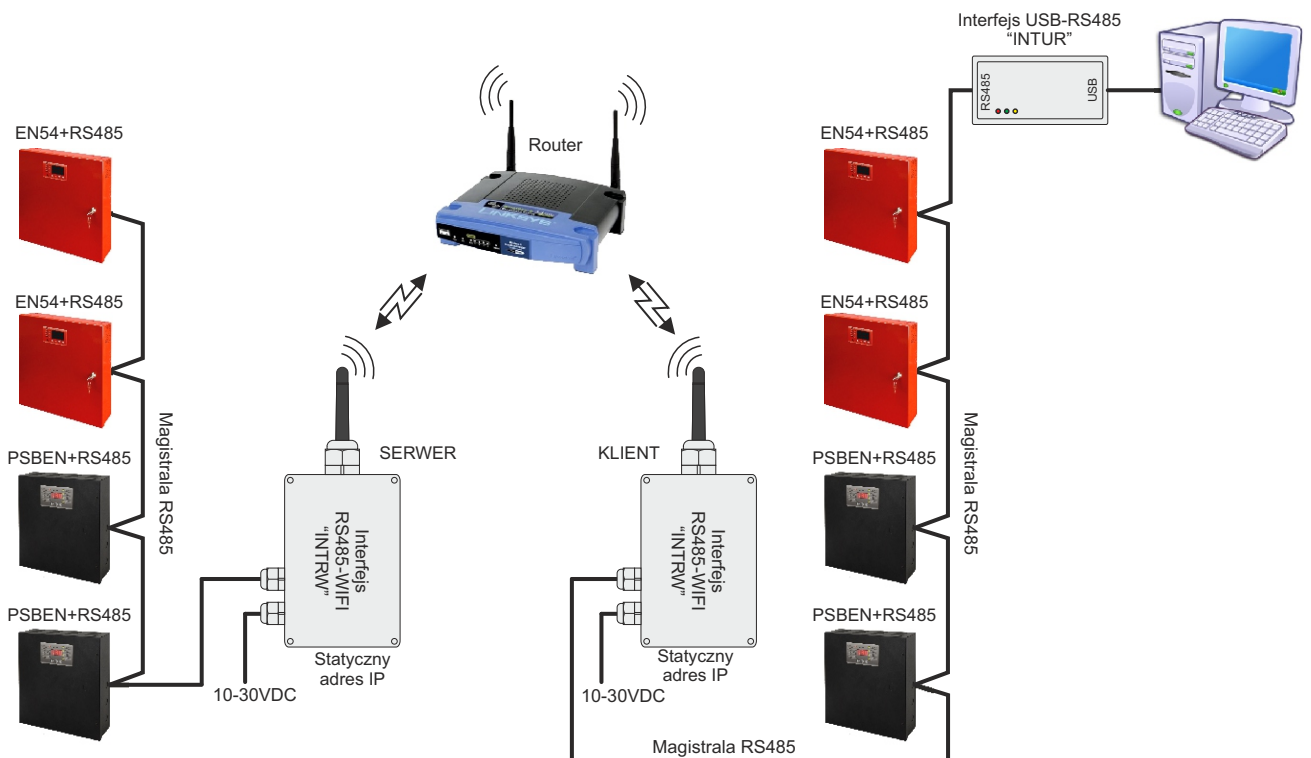 Interfejs USB-RS485
“INTUR”
RS485
USB
EN54+RS485
Router
LINKSYS
EN54+RS485
EN54+RS485
EN54+RS485
Magistrala RS485
SERWER
KLIENT
Magistrala RS485
PSBEN+RS485
PSBEN+RS485
Interfejs
RS485-WIFI
“INTRW”
Interfejs
RS485-WIFI
“INTRW”
PSBEN+RS485
PSBEN+RS485
Statyczny
adres IP
Statyczny
adres IP
10-30VDC
10-30VDC
Magistrala RS485